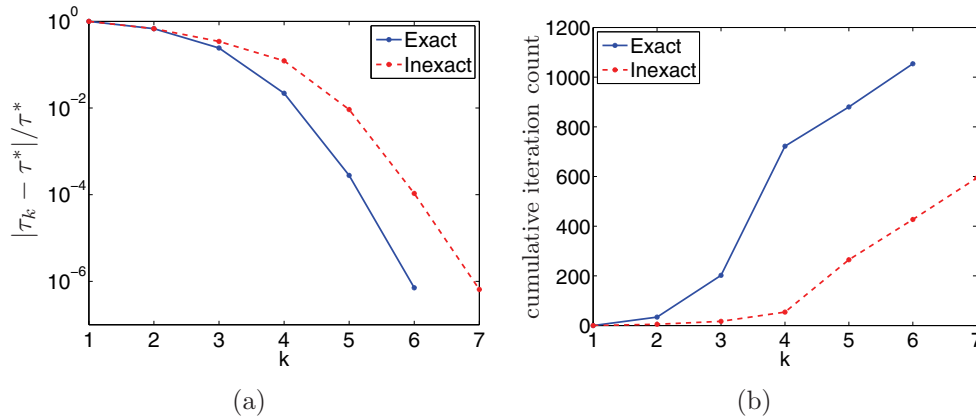 10^0
10^{-2}
10^{-4}
10^{-6}
|τ_k − τ^*|/τ^*
Exact
Inexact
1 2 3 4 5 6 7
k
(a)
1200
1000
800
600
400
200
0
cumulative iteration count
Exact
Inexact
1 2 3 4 5 6 7
k
(b)